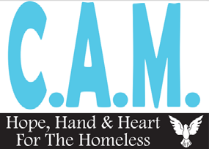 C.A.M.
Hope, Hand & Heart
For The Homeless